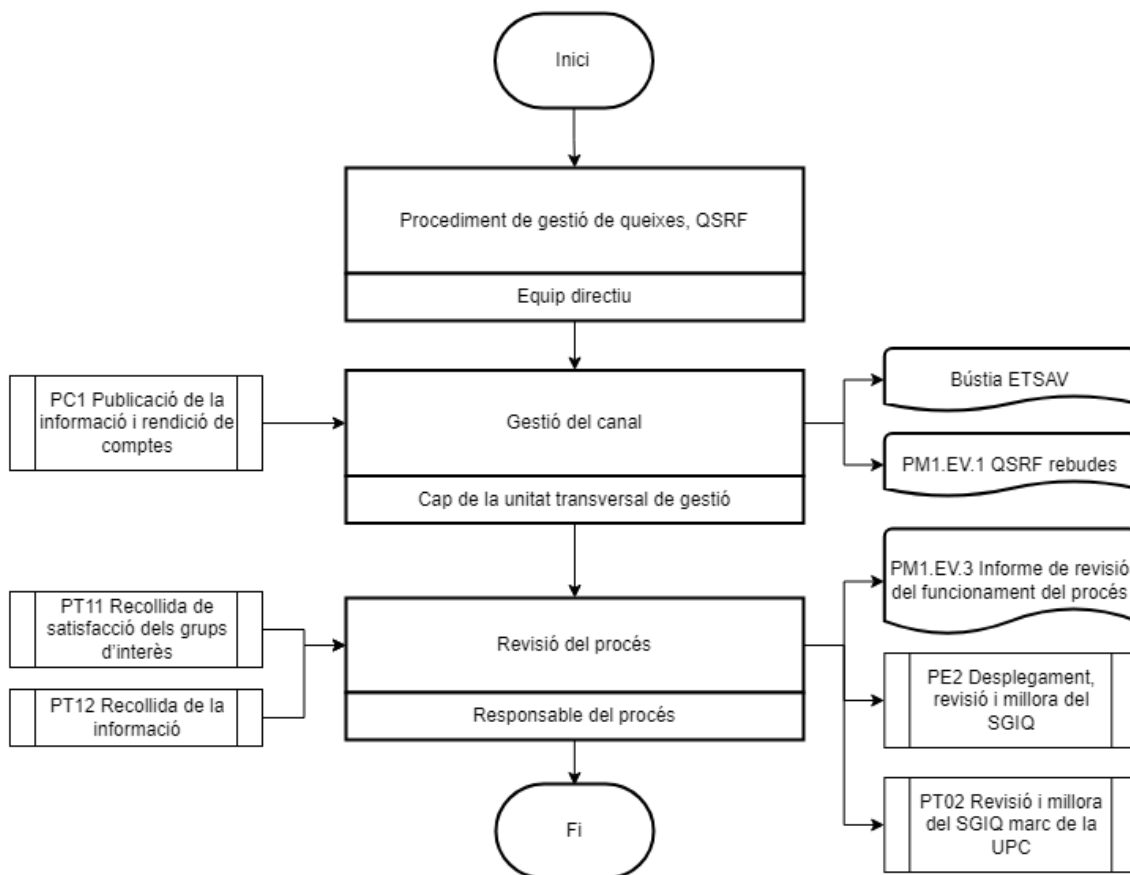 Inici
Procediment de gestió de queixes, QSRF
Equip directiu
PC1 Publicació de la
informació i rendició de
comptes
Gestió del canal
Cap de la unitat transversal de gestió
Bústia ETSAV
PM1.EV.1 QSRF rebudes
PT11 Recollida de
satisfacció dels grups
d'interès
PT12 Recollida de la
informació
Revisió del procés
Responsable del procés
PM1.EV.3 Informe de revisió
del funcionament del procés
PE2 Desplegament,
revisió i millora del
SGIQ
PT02 Revisió i millora
del SGIQ marc de la
UPC
Fi